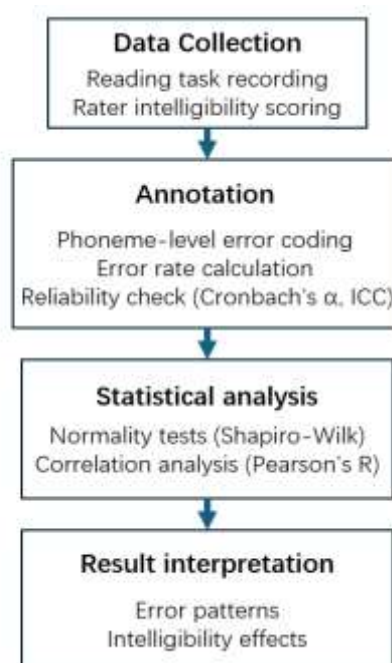 Data Collection
Reading task recording
Rater intelligibility scoring
Annotation
Phoneme-level error coding
Error rate calculation
Reliability check (Cronbach's α, ICC)
Statistical analysis
Normality tests (Shapiro-Wilk)
Correlation analysis (Pearson's R)
Result interpretation
Error patterns
Intelligibility effects